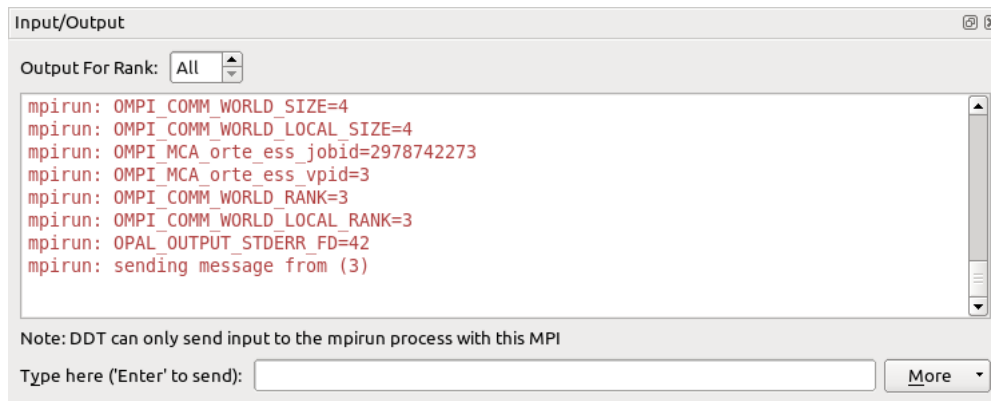 Input/Output
Output For Rank: All
mpirun: OMPI_COMM_WORLD_SIZE=4
mpirun: OMPI_COMM_WORLD_LOCAL_SIZE=4
mpirun: OMPI_MCA_orte_ess_jobid=2978742273
mpirun: OMPI_MCA_orte_ess_vpid=3
mpirun: OMPI_COMM_WORLD_RANK=3
mpirun: OMPI_COMM_WORLD_LOCAL_RANK=3
mpirun: OPAL_OUTPUT_STDERR_FD=42
mpirun: sending message from (3)
Note: DDT can only send input to the mpirun process with this MPI
Type here ('Enter' to send): More